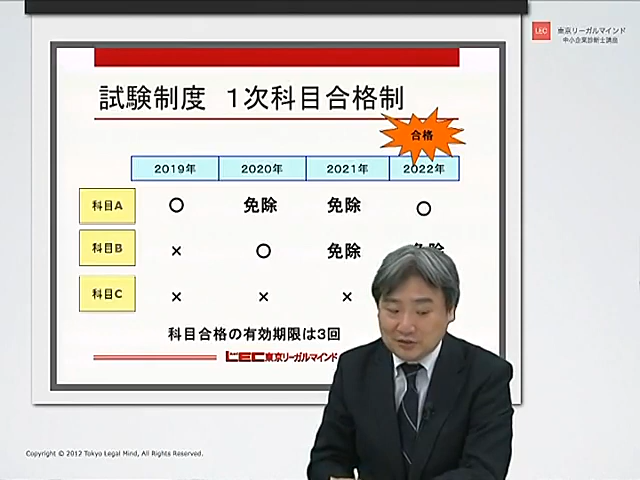 LEC 東京リーガルマインド
中小企業診断士講座
試験制度 1次科目合格制
合格
2019年 2020年 2021年 2022年
科目A ○ 免除 免除 ○
科目B × ○ 免除 免除
科目C × × ×
科目合格の有効期限は3回
LEC東京リーガルマインド
Copyright © 2012 Tokyo Legal Mind, All Rights Reserved.